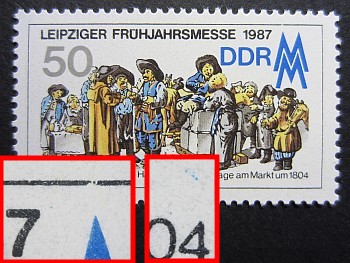 LEIPZIGER FRÜHJAHRSMESSE 1987
50 DDR MM
H age am Markt um 1804
7 04